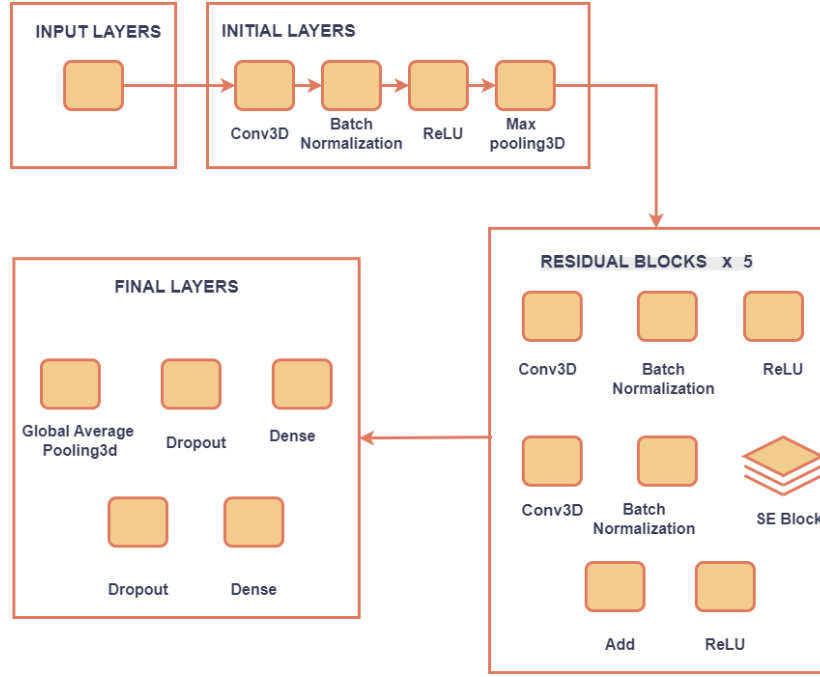 INPUT LAYERS
INITIAL LAYERS
Conv3D
Batch
Normalization
ReLU
Max
pooling3D
RESIDUAL BLOCKS x 5
Conv3D
Batch
Normalization
ReLU
Conv3D
Batch
Normalization
SE Block
Add
ReLU
FINAL LAYERS
Global Average
Pooling3d
Dropout
Dense
Dropout
Dense